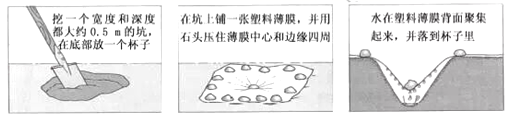 挖一个宽度和深度
都大约0.5 m的坑,
在底部放一个杯子
在坑上铺一张塑料薄膜,并用
石头压住薄膜中心和边缘四周
水在塑料薄膜背面聚集
起来,并落到杯子里